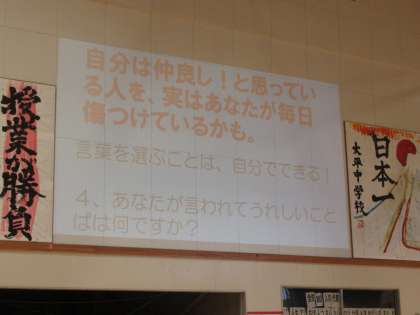 自分は仲良し！と思ってい
る人を、実はあなたが毎日
傷つけているかも。
言葉を選ぶことは、自分でできる！
４、あなたが言われてうれしいこと
ばは何ですか？
授業が勝負
日本一
太平中学校